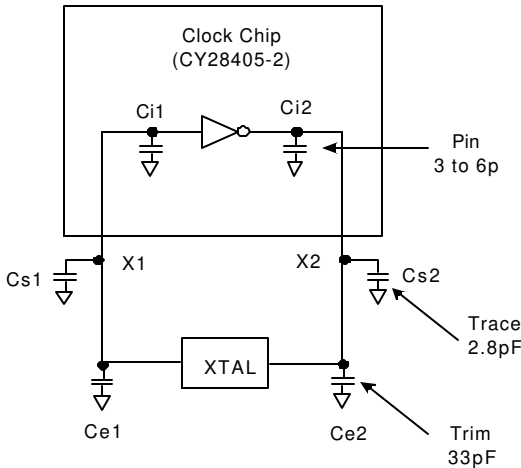 Clock Chip
(CY28405-2)
Ci1
Ci2
Pin
3 to 6p
X1
X2
Cs1
Cs2
Trace
2.8pF
XTAL
Ce1
Ce2
Trim
33pF